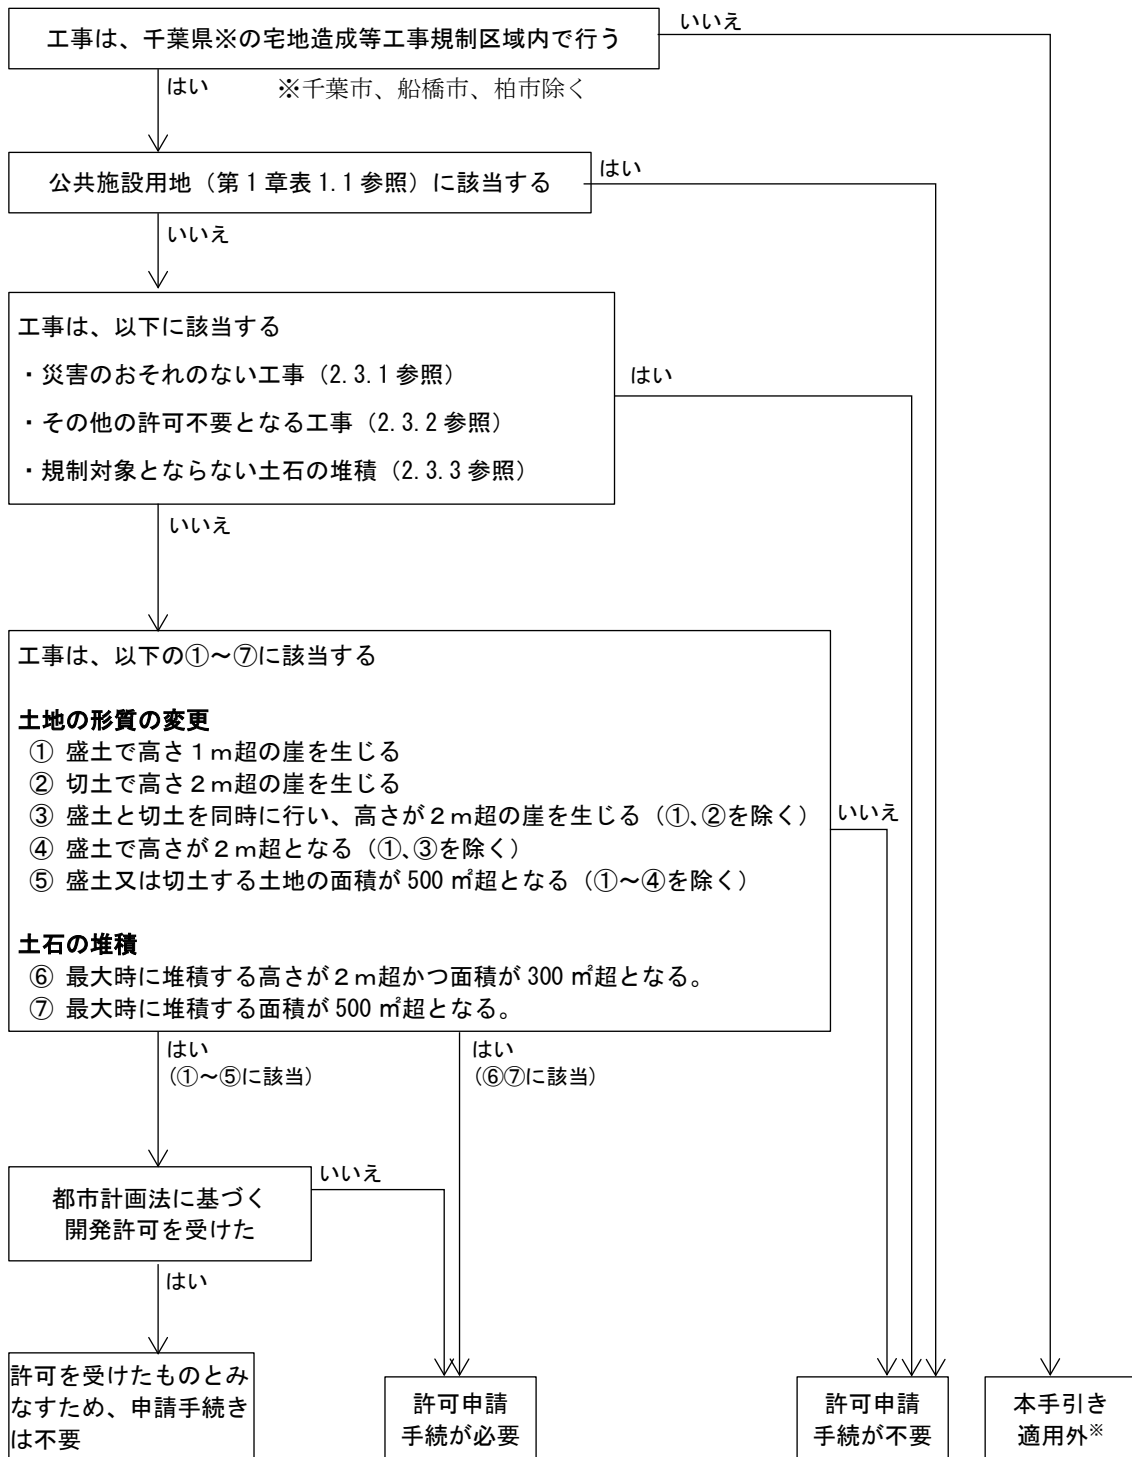 工事は、千葉県※の宅地造成等工事規制区域内で行う
いいえ
はい
※千葉市、船橋市、柏市除く
公共施設用地（第1章表1.1参照）に該当する
はい
いいえ
工事は、以下に該当する
・災害のおそれのない工事（2.3.1参照）
・その他の許可不要となる工事（2.3.2参照）
・規制対象とならない土石の堆積（2.3.3参照）
はい
いいえ
工事は、以下の①～⑦に該当する
土地の形質の変更
① 盛土で高さ１ｍ超の崖を生じる
② 切土で高さ２ｍ超の崖を生じる
③ 盛土と切土を同時に行い、高さが２ｍ超の崖を生じる（①、②を除く）
④ 盛土で高さが２ｍ超となる（①、③を除く）
⑤ 盛土又は切土する土地の面積が500㎡超となる（①～④を除く）
いいえ
土石の堆積
⑥ 最大時に堆積する高さが２ｍ超かつ面積が300㎡超となる。
⑦ 最大時に堆積する面積が500㎡超となる。
はい
（①～⑤に該当）
はい
（⑥⑦に該当）
都市計画法に基づく
開発許可を受けた
いいえ
はい
許可を受けたものとみ
なすため、申請手続き
は不要
許可申請
手続が必要
許可申請
手続が不要
本手引き
適用外※